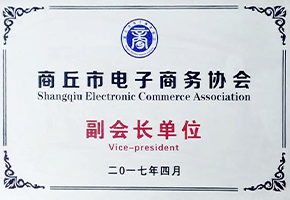 商
商丘市电子商务协会
Shangqiu Electronic Commerce Association
副会长单位
Vice-president
二〇一七年四月